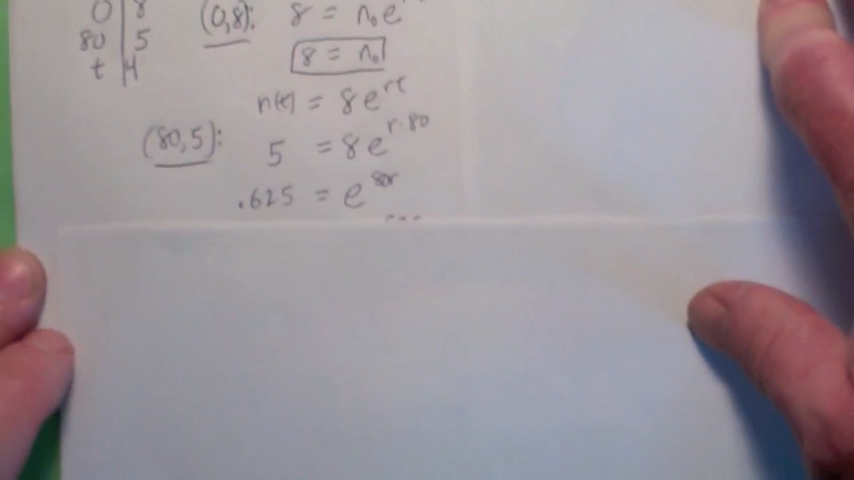 0 | 8
80 | 5
t | 4
(0,8): 8 = n₀e
8 = n₀
n(t) = 8e^rt
(80,5): 5 = 8e^r·80
.625 = e^80r